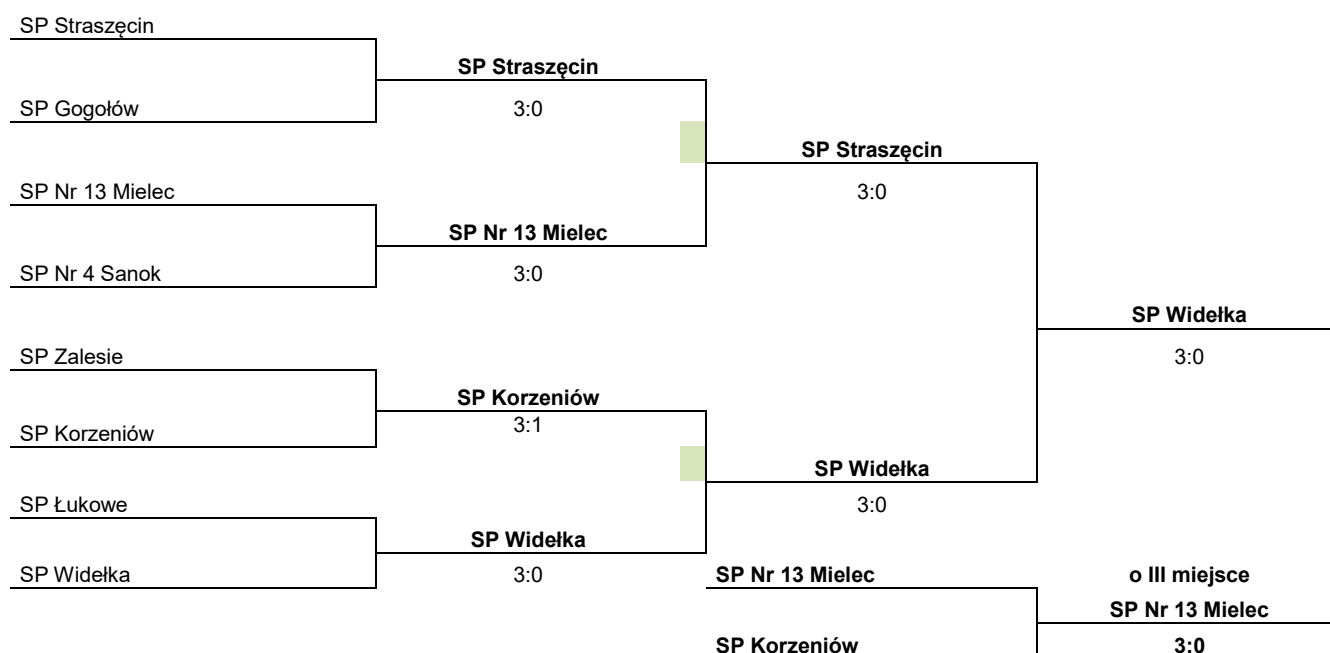 SP Straszęcin
SP Straszęcin
SP Gogołów
3:0
SP Straszęcin
SP Nr 13 Mielec
3:0
SP Nr 13 Mielec
SP Nr 4 Sanok
3:0
SP Widełka
SP Zalesie
3:0
SP Korzeniów
3:1
SP Korzeniów
SP Widełka
SP Łukowe
3:0
SP Widełka
SP Widełka
3:0
SP Nr 13 Mielec
o III miejsce
SP Nr 13 Mielec
SP Korzeniów
3:0